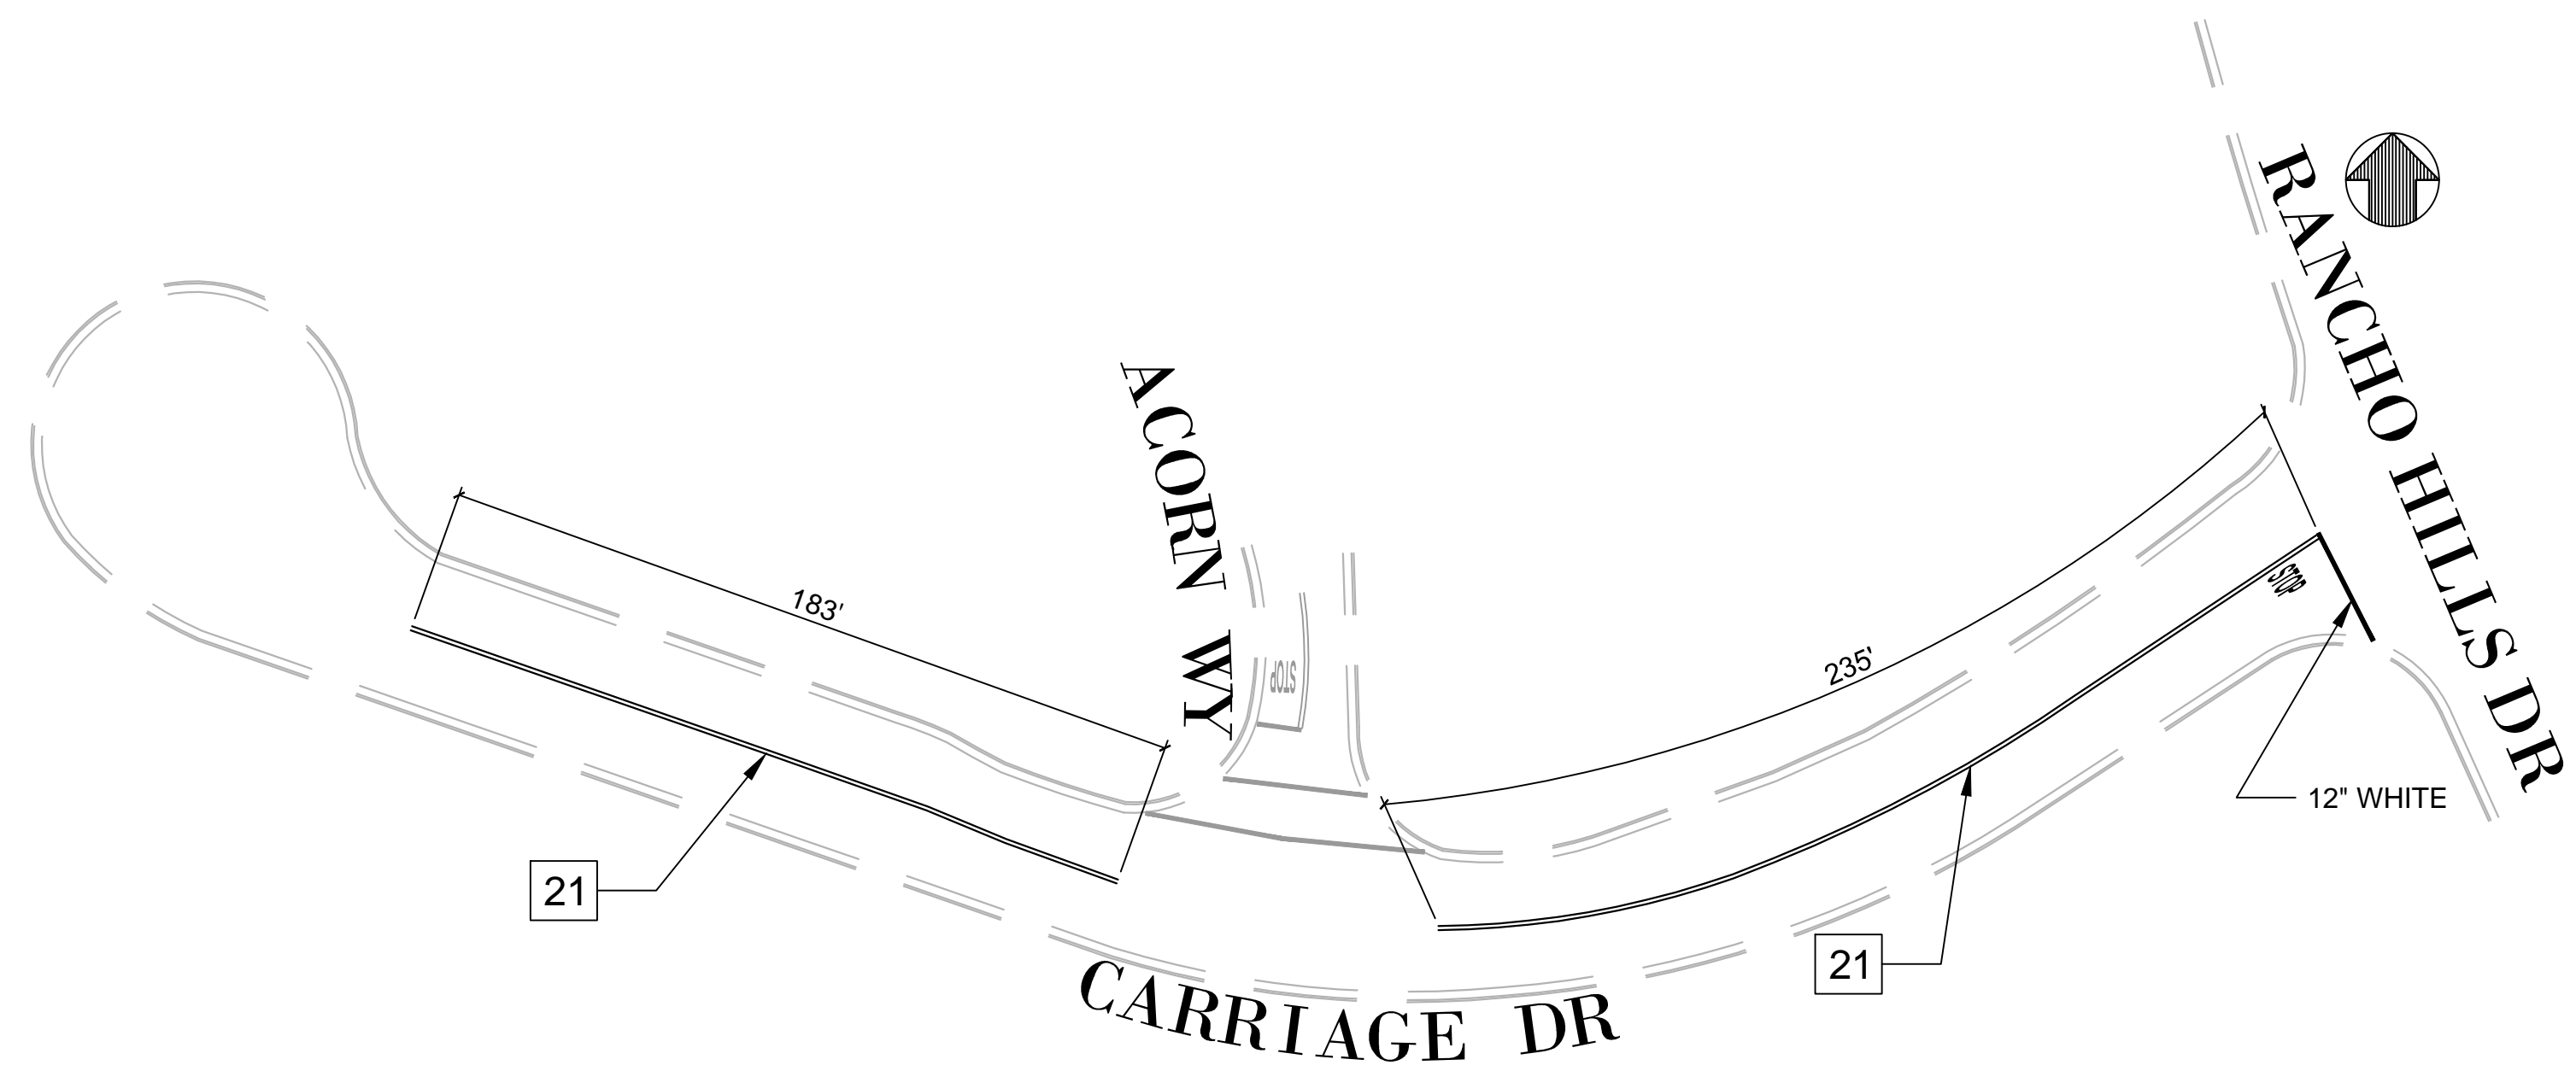 RANCHO HILLS DR
ACORN WY
183'
STOP
STOP
235'
12" WHITE
21
21
CARRIAGE DR